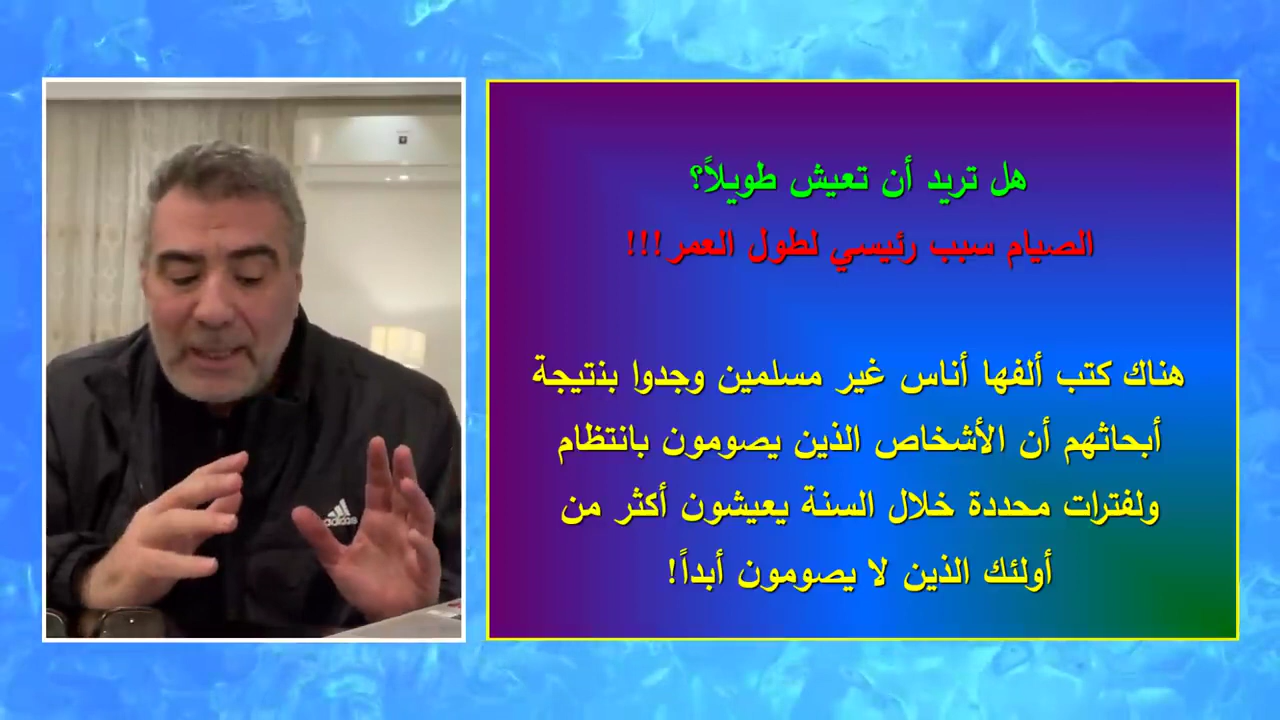 هل تريد أن تعيش طويلاً؟
الصيام سبب رئيسي لطول العمر!!!
هناك كتب ألفها أناس غير مسلمين وجدوا بنتيجة
أبحاثهم أن الأشخاص الذين يصومون بانتظام
ولفترات محددة خلال السنة يعيشون أكثر من
أولئك الذين لا يصومون أبداً!
adidas